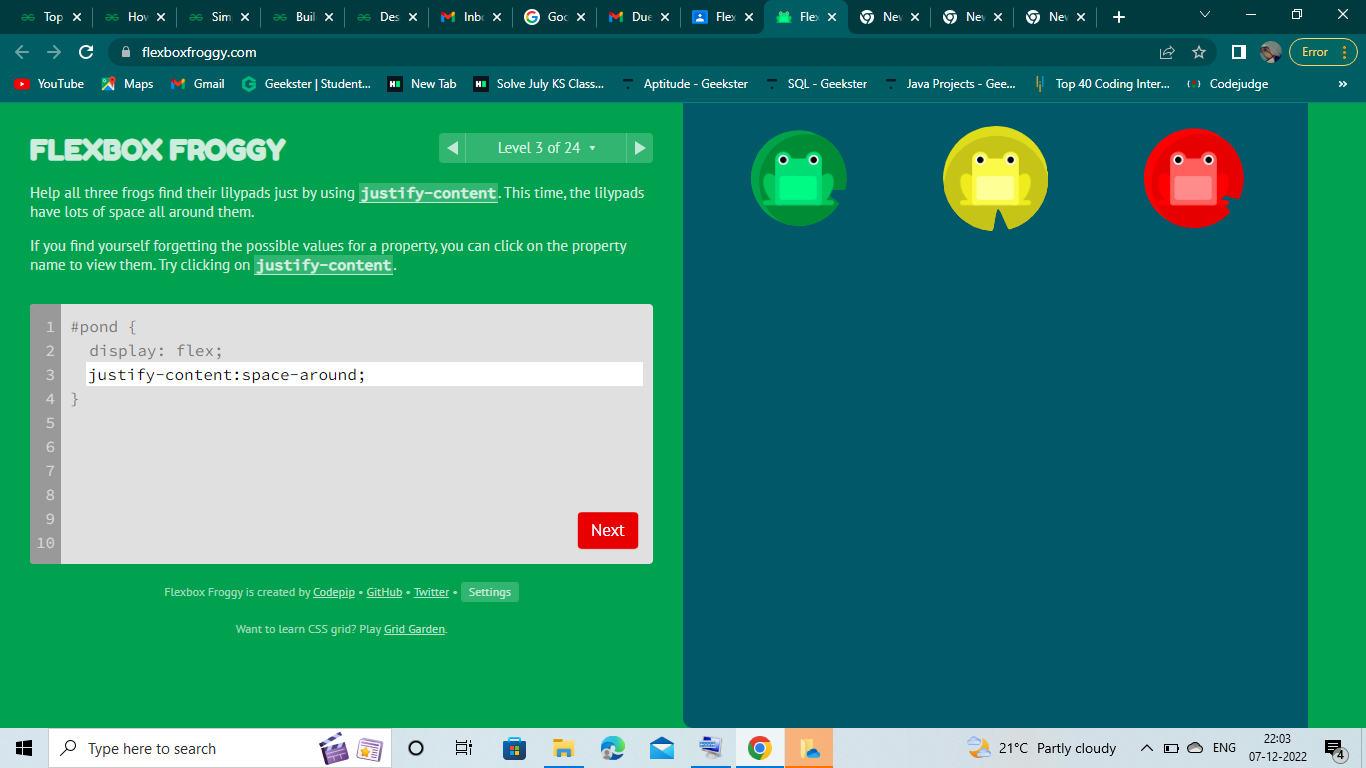 Top
How
Sim
Buil
Des
Inbo
Goo
Due
Flex
Flex
Nev
Nev
Nev
flexboxfroggy.com
Error
YouTube
Maps
Gmail
Geekster | Student...
New Tab
Solve July KS Class...
Aptitude - Geekster
SQL - Geekster
Java Projects - Gee...
Top 40 Coding Inter...
Codejudge
»
FLEXBOX FROGGY
Level 3 of 24
Help all three frogs find their lilypads just by using justify-content. This time, the lilypads
have lots of space all around them.
If you find yourself forgetting the possible values for a property, you can click on the property
name to view them. Try clicking on justify-content.
1 #pond {
2 display: flex;
3 justify-content:space-around;
4 }
5
6
7
8
9
10
Next
Flexbox Froggy is created by Codepip • GitHub • Twitter • Settings
Want to learn CSS grid? Play Grid Garden.
Type here to search
21°C Partly cloudy
ENG
22:03
07-12-2022
4